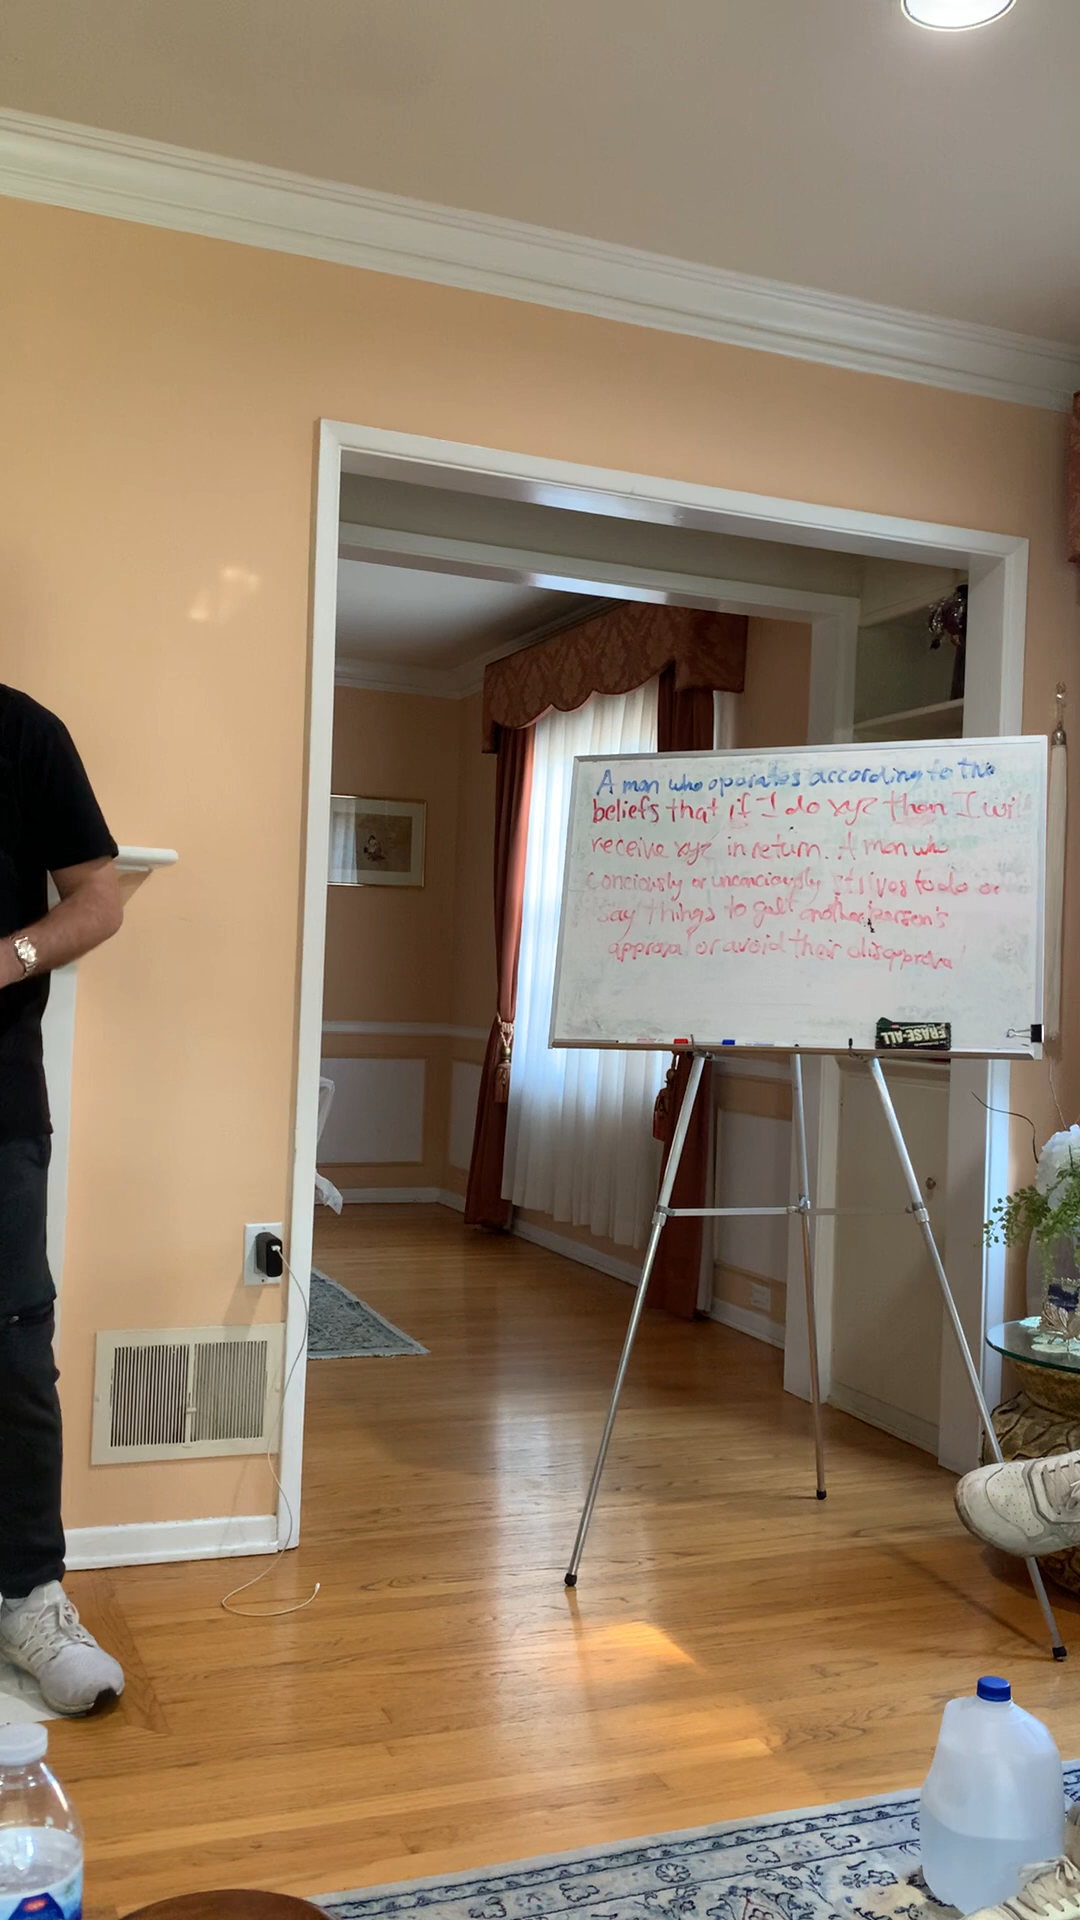 A man who operates according to the
beliefs that if I do xyz then I wil
receive xyz in return. A man who
conciously or unconciously strives to do or
say things to gain another person's
approval or avoid their disapproval
ERASE-ALL